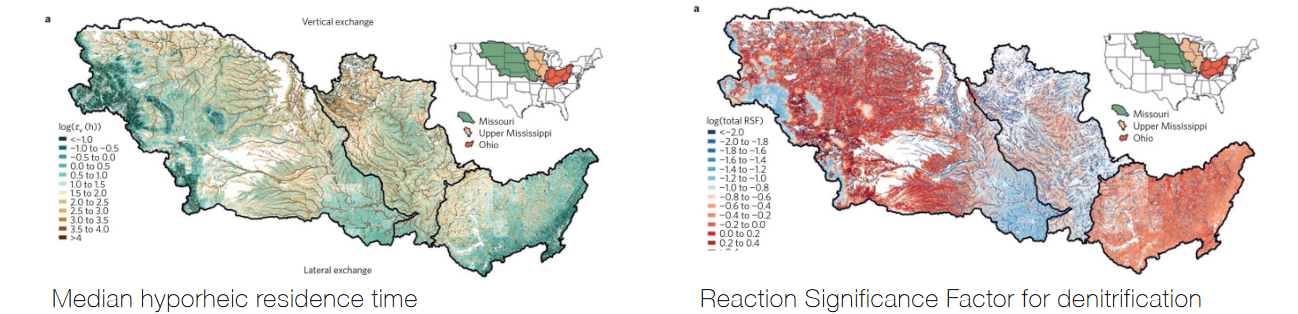 a
Vertical exchange
Missouri
Upper Mississippi
Ohio
log(τᵥ (h))
<−1.0
−1.0 to −0.5
−0.5 to 0.0
0.0 to 0.5
0.5 to 1.0
1.0 to 1.5
1.5 to 2.0
2.0 to 2.5
2.5 to 3.0
3.0 to 3.5
3.5 to 4.0
>4
Lateral exchange
Median hyporheic residence time
a
Missouri
Upper Mississippi
Ohio
log(total RSF)
<−2.0
−2.0 to −1.8
−1.8 to −1.6
−1.6 to −1.4
−1.4 to −1.2
−1.2 to −1.0
−1.0 to −0.8
−0.8 to −0.6
−0.6 to −0.4
−0.4 to −0.2
−0.2 to 0.0
0.0 to 0.2
0.2 to 0.4
Reaction Significance Factor for denitrification